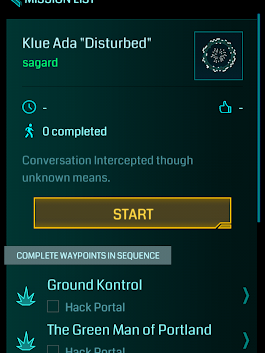 MISSION LIST
Klue Ada "Disturbed"
sagard
- -
0 completed
Conversation Intercepted though
unknown means.
START
COMPLETE WAYPOINTS IN SEQUENCE
Ground Kontrol
Hack Portal
The Green Man of Portland
Hack Portal